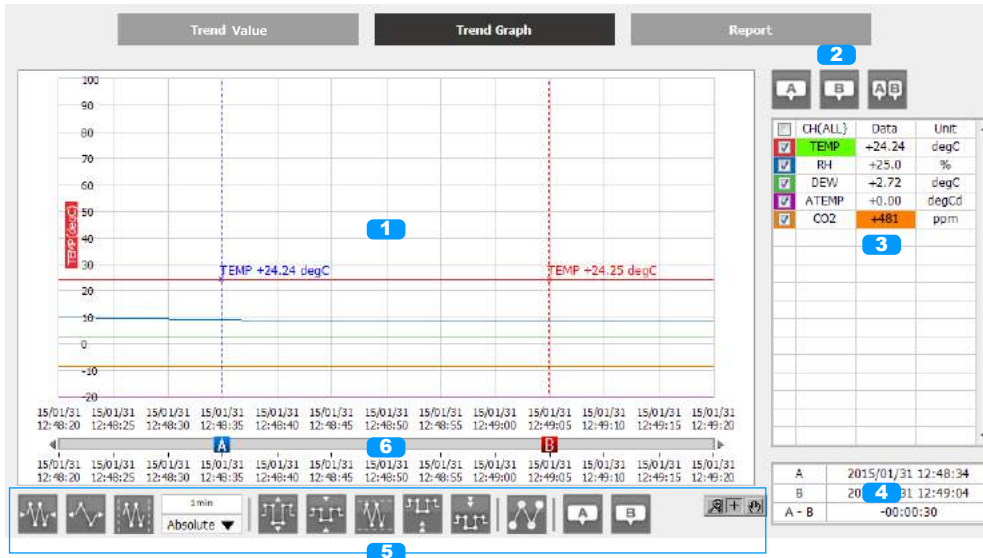 Trend Value Trend Graph Report
2
A B A B
CH(ALL) Data Unit
TEMP +24.24 degC
RH +25.0 %
DEW +2.72 degC
ATEMP +0.00 degCd
CO2 +481 ppm
3
100
90
80
70
60
50
40
30
20
10
0
-10
-20
TEMP(degC)
1
TEMP +24.24 degC TEMP +24.25 degC
15/01/31 15/01/31 15/01/31 15/01/31 15/01/31 15/01/31 15/01/31 15/01/31 15/01/31 15/01/31 15/01/31 15/01/31 15/01/31
12:48:20 12:48:25 12:48:30 12:48:35 12:48:40 12:48:45 12:48:50 12:48:55 12:49:00 12:49:05 12:49:10 12:49:15 12:49:20
A 6 B
15/01/31 15/01/31 15/01/31 15/01/31 15/01/31 15/01/31 15/01/31 15/01/31 15/01/31 15/01/31 15/01/31 15/01/31 15/01/31
12:48:20 12:48:25 12:48:30 12:48:35 12:48:40 12:48:45 12:48:50 12:48:55 12:49:00 12:49:05 12:49:10 12:49:15 12:49:20
A 2015/01/31 12:48:34
B 20 4 31 12:49:04
A - B -00:00:30
1min
Absolute
A B
5